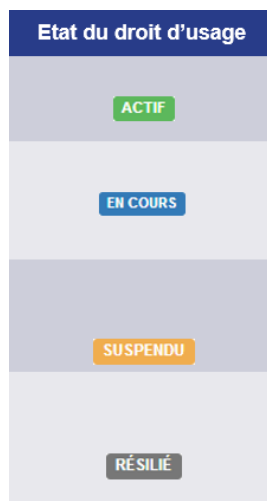 Etat du droit d’usage
ACTIF
EN COURS
SUSPENDU
RÉSILIÉ